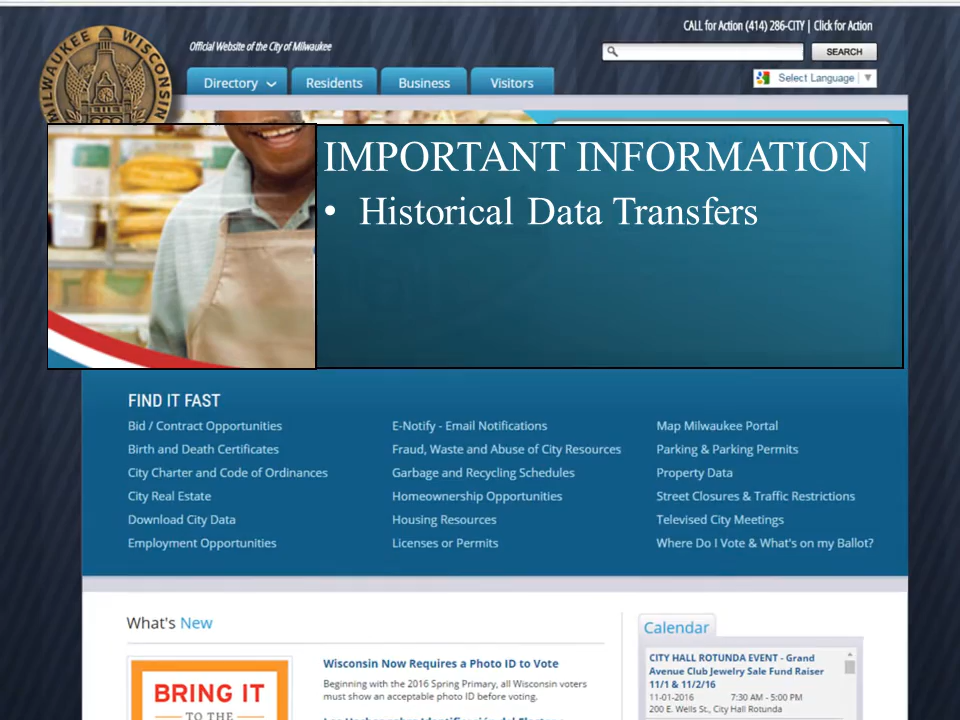 CALL for Action (414) 286-CITY | Click for Action
MILWAUKEE WISCONSIN
Official Website of the City of Milwaukee
SEARCH
Directory
Residents
Business
Visitors
Select Language
IMPORTANT INFORMATION
• Historical Data Transfers
FIND IT FAST
Bid / Contract Opportunities
Birth and Death Certificates
City Charter and Code of Ordinances
City Real Estate
Download City Data
Employment Opportunities
E-Notify - Email Notifications
Fraud, Waste and Abuse of City Resources
Garbage and Recycling Schedules
Homeownership Opportunities
Housing Resources
Licenses or Permits
Map Milwaukee Portal
Parking & Parking Permits
Property Data
Street Closures & Traffic Restrictions
Televised City Meetings
Where Do I Vote & What's on my Ballot?
What's New
BRING IT
TO THE
Wisconsin Now Requires a Photo ID to Vote
Beginning with the 2016 Spring Primary, all Wisconsin voters
must show an acceptable photo ID before voting.
Calendar
CITY HALL ROTUNDA EVENT - Grand
Avenue Club Jewelry Sale Fund Raiser
11/1 & 11/2/16
11-01-2016 7:30 AM - 5:00 PM
200 E. Wells St., City Hall Rotunda